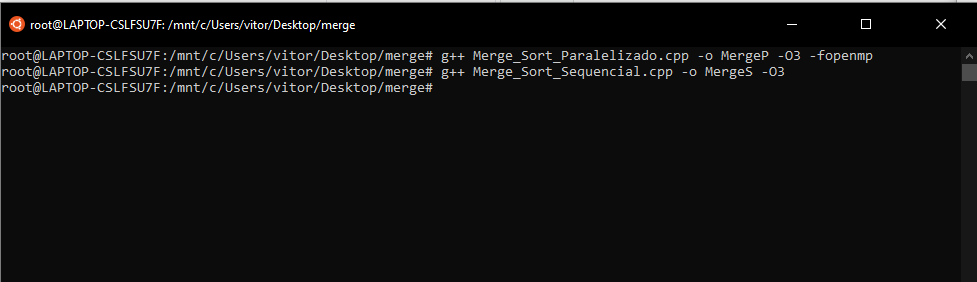 root@LAPTOP-CSLFSU7F: /mnt/c/Users/vitor/Desktop/merge
root@LAPTOP-CSLFSU7F:/mnt/c/Users/vitor/Desktop/merge# g++ Merge_Sort_Paralelizado.cpp -o MergeP -O3 -fopenmp
root@LAPTOP-CSLFSU7F:/mnt/c/Users/vitor/Desktop/merge# g++ Merge_Sort_Sequencial.cpp -o MergeS -O3
root@LAPTOP-CSLFSU7F:/mnt/c/Users/vitor/Desktop/merge#